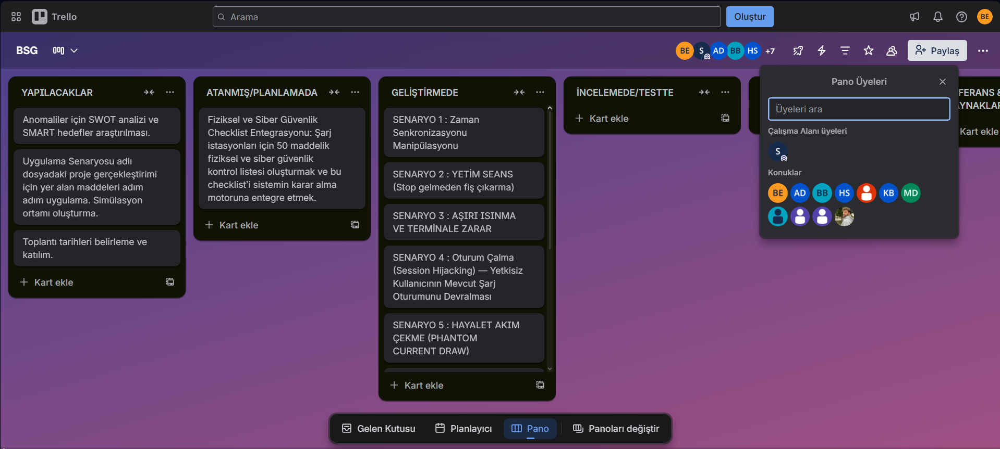 Trello
Arama
Oluştur
BE
BSG
BE
S
AD
BB
HS
+7
Paylaş
YAPILACAKLAR
Anomaliler için SWOT analizi ve
SMART hedefler araştırılması.
Uygulama Senaryosu adlı
dosyadaki proje gerçekleştirimi
için yer alan maddeleri adım
adım uygulama. Simülasyon
ortamı oluşturma.
Toplantı tarihleri belirleme ve
katılım.
Kart ekle
ATANMIŞ/PLANLAMADA
Fiziksel ve Siber Güvenlik
Checklist Entegrasyonu: Şarj
istasyonları için 50 maddelik
fiziksel ve siber güvenlik
kontrol listesi oluşturmak ve bu
checklist'i sistemin karar alma
motoruna entegre etmek.
Kart ekle
GELİŞTİRMEDE
SENARYO 1 : Zaman
Senkronizasyonu
Manipülasyonu
SENARYO 2 : YETİM SEANS
(Stop gelmeden fiş çıkarma)
SENARYO 3 : AŞIRI ISINMA
VE TERMİNALE ZARAR
SENARYO 4 : Oturum Çalma
(Session Hijacking) — Yetkisiz
Kullanıcının Mevcut Şarj
Oturumunu Devralması
SENARYO 5 : HAYALET AKIM
ÇEKME (PHANTOM
CURRENT DRAW)
Kart ekle
İNCELEMEDE/TESTTE
Kart ekle
Pano Üyeleri
Üyeleri ara
Çalışma Alanı üyeleri
S
Konuklar
BE
AD
BB
HS
KB
MD
FERANS &
YNAKLAR
Kart ekle
Gelen Kutusu
Planlayıcı
Pano
Panoları değiştir